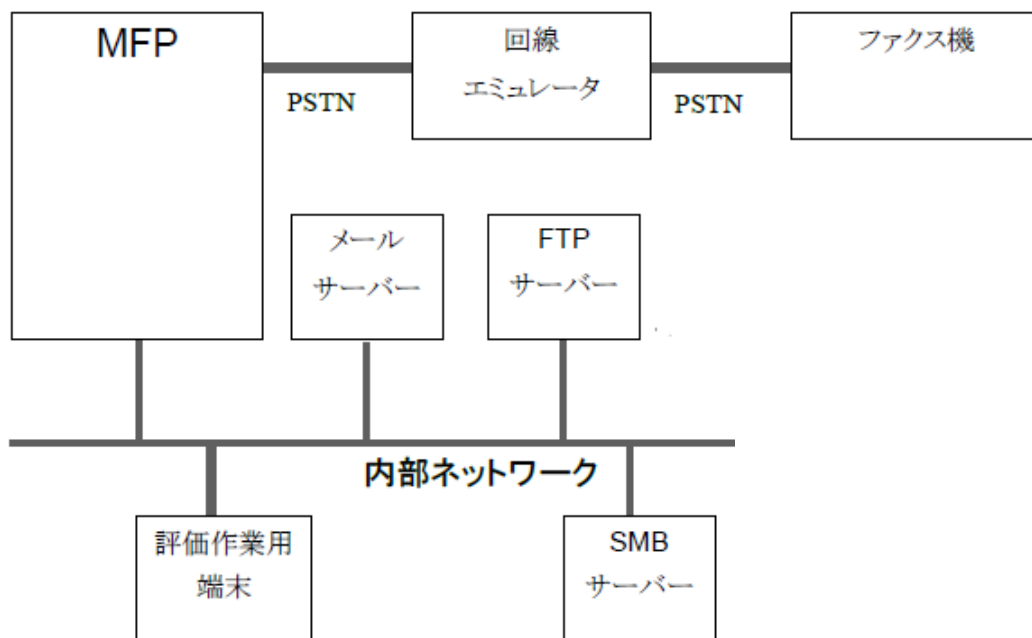 MFP
回線
エミュレータ
ファクス機
PSTN
PSTN
メール
サーバー
FTP
サーバー
内部ネットワーク
評価作業用
端末
SMB
サーバー